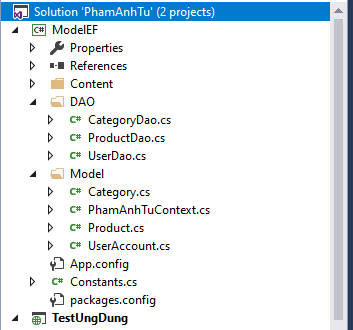 Solution 'PhamAnhTu' (2 projects)
ModelEF
Properties
References
Content
DAO
CategoryDao.cs
ProductDao.cs
UserDao.cs
Model
Category.cs
PhamAnhTuContext.cs
Product.cs
UserAccount.cs
App.config
Constants.cs
packages.config
TestUngDung